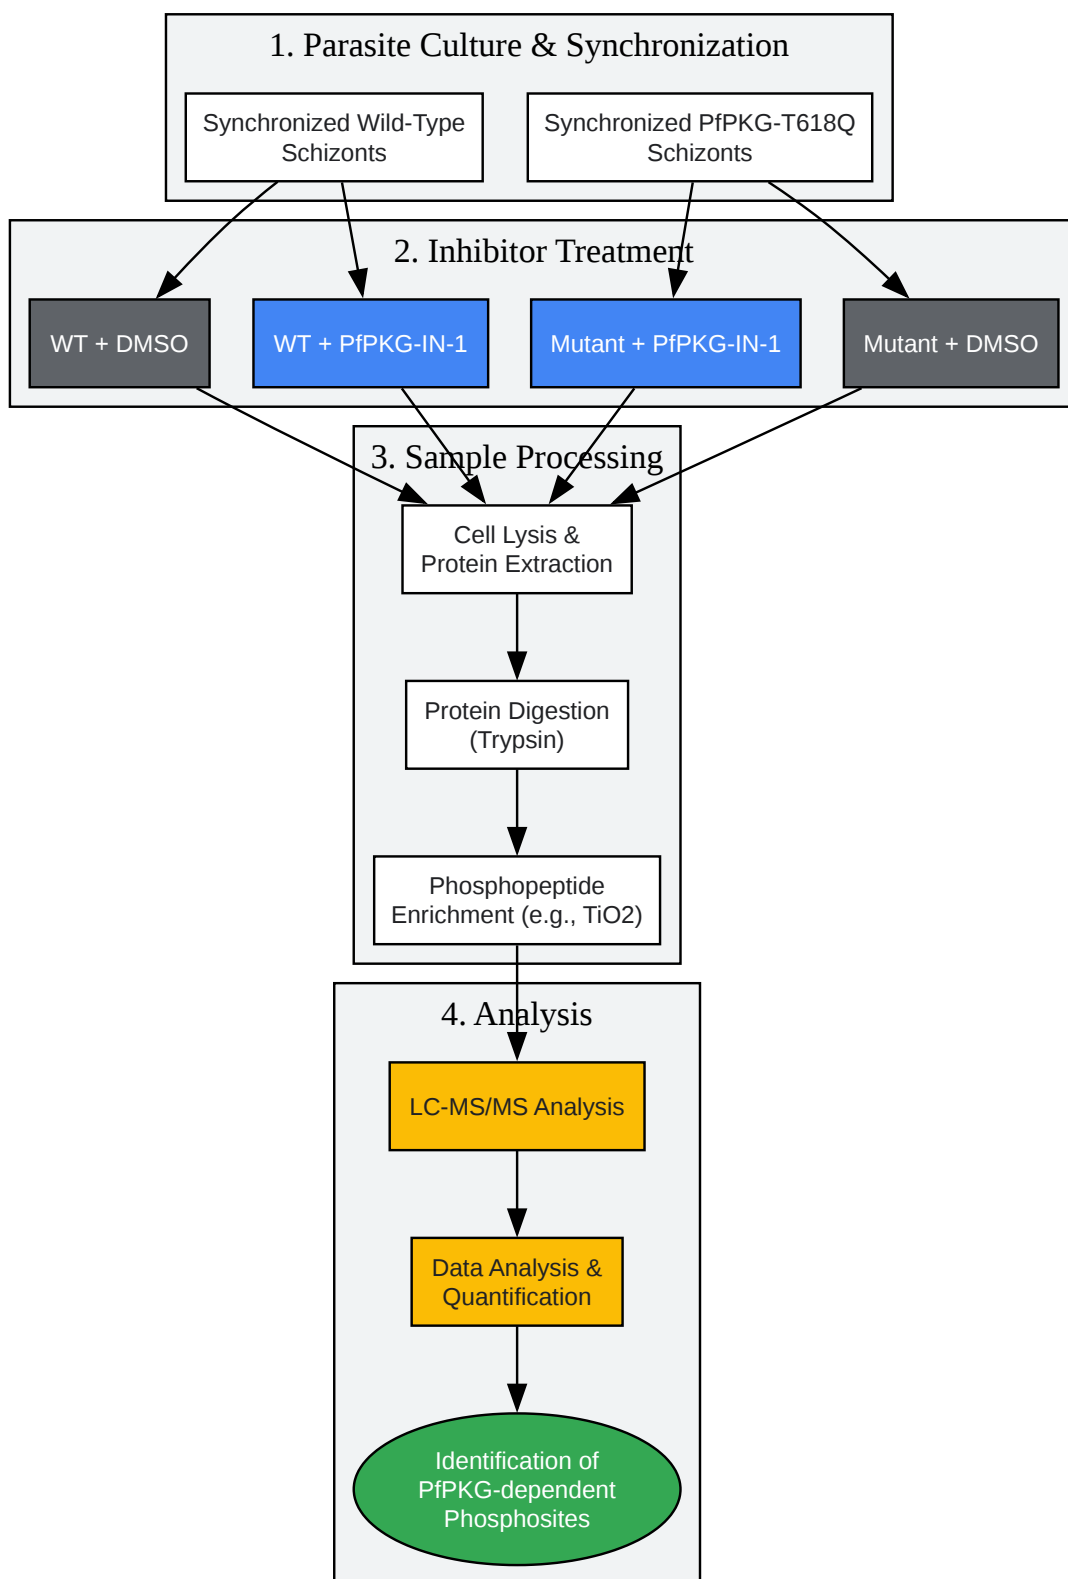 1. Parasite Culture & Synchronization
Synchronized Wild-Type
Schizonts
Synchronized PfPKG-T618Q
Schizonts
2. Inhibitor Treatment
WT + DMSO
WT + PfPKG-IN-1
Mutant + PfPKG-IN-1
Mutant + DMSO
3. Sample Processing
Cell Lysis &
Protein Extraction
Protein Digestion
(Trypsin)
Phosphopeptide
Enrichment (e.g., TiO2)
4. Analysis
LC-MS/MS Analysis
Data Analysis &
Quantification
Identification of
PfPKG-dependent
Phosphosites